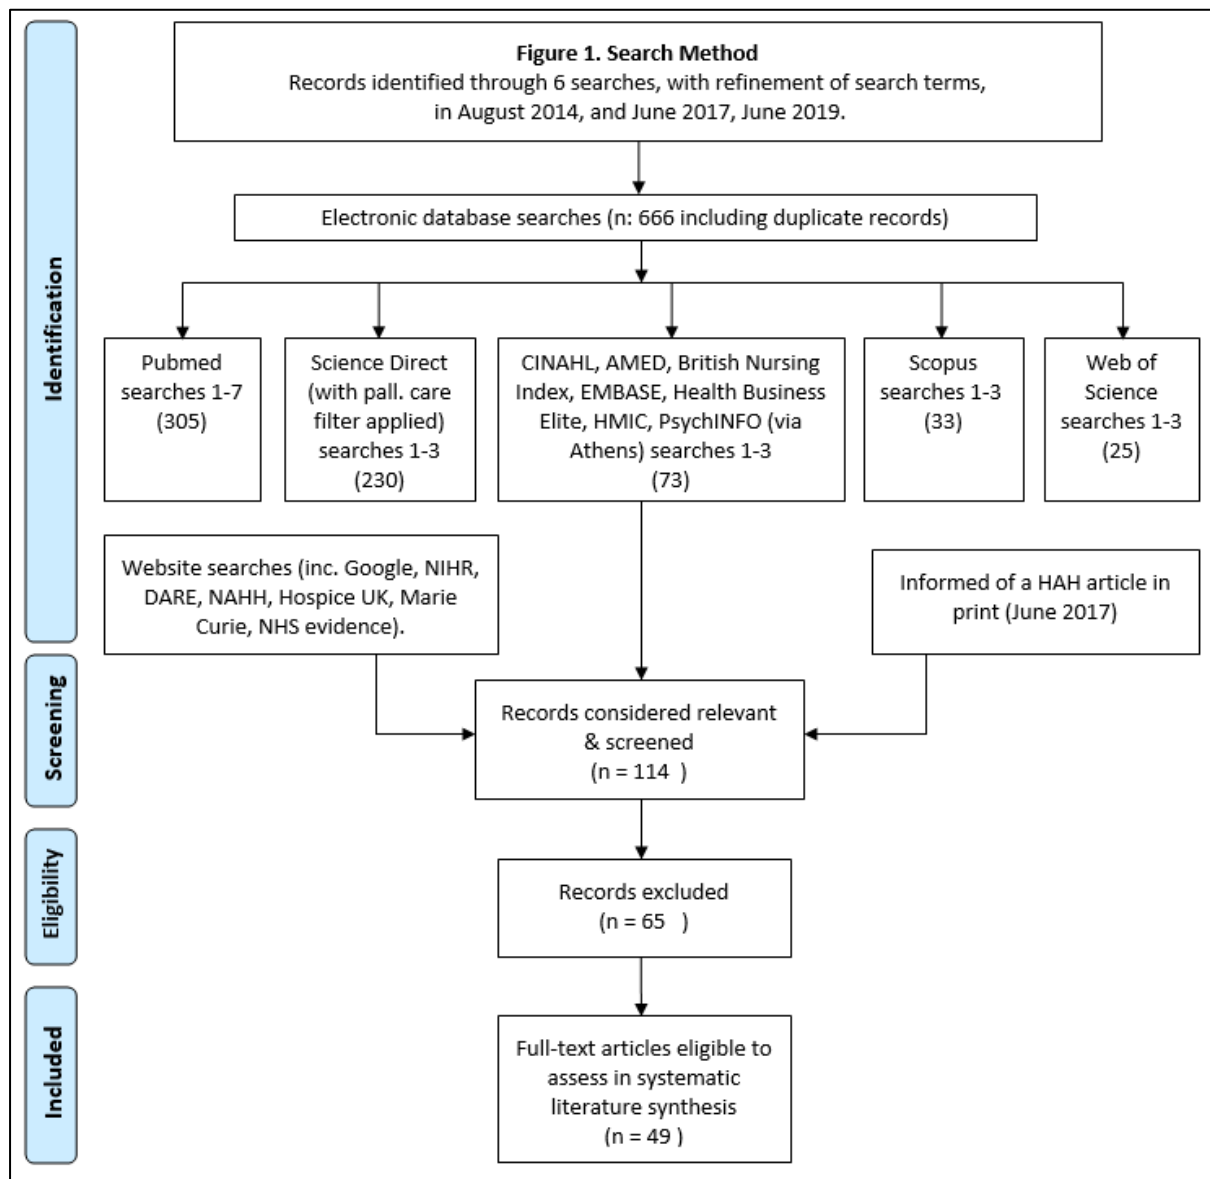 Figure 1. Search Method
Records identified through 6 searches, with refinement of search terms,
in August 2014, and June 2017, June 2019.
Identification
Electronic database searches (n: 666 including duplicate records)
Pubmed
searches 1-7
(305)
Science Direct
(with pall. care
filter applied)
searches 1-3
(230)
CINAHL, AMED, British Nursing
Index, EMBASE, Health Business
Elite, HMIC, PsychINFO (via
Athens) searches 1-3
(73)
Scopus
searches 1-3
(33)
Web of
Science
searches 1-3
(25)
Website searches (inc. Google, NIHR,
DARE, NAHH, Hospice UK, Marie
Curie, NHS evidence).
Informed of a HAH article in
print (June 2017)
Screening
Records considered relevant
& screened
(n = 114 )
Eligibility
Records excluded
(n = 65 )
Included
Full-text articles eligible to
assess in systematic
literature synthesis
(n = 49 )